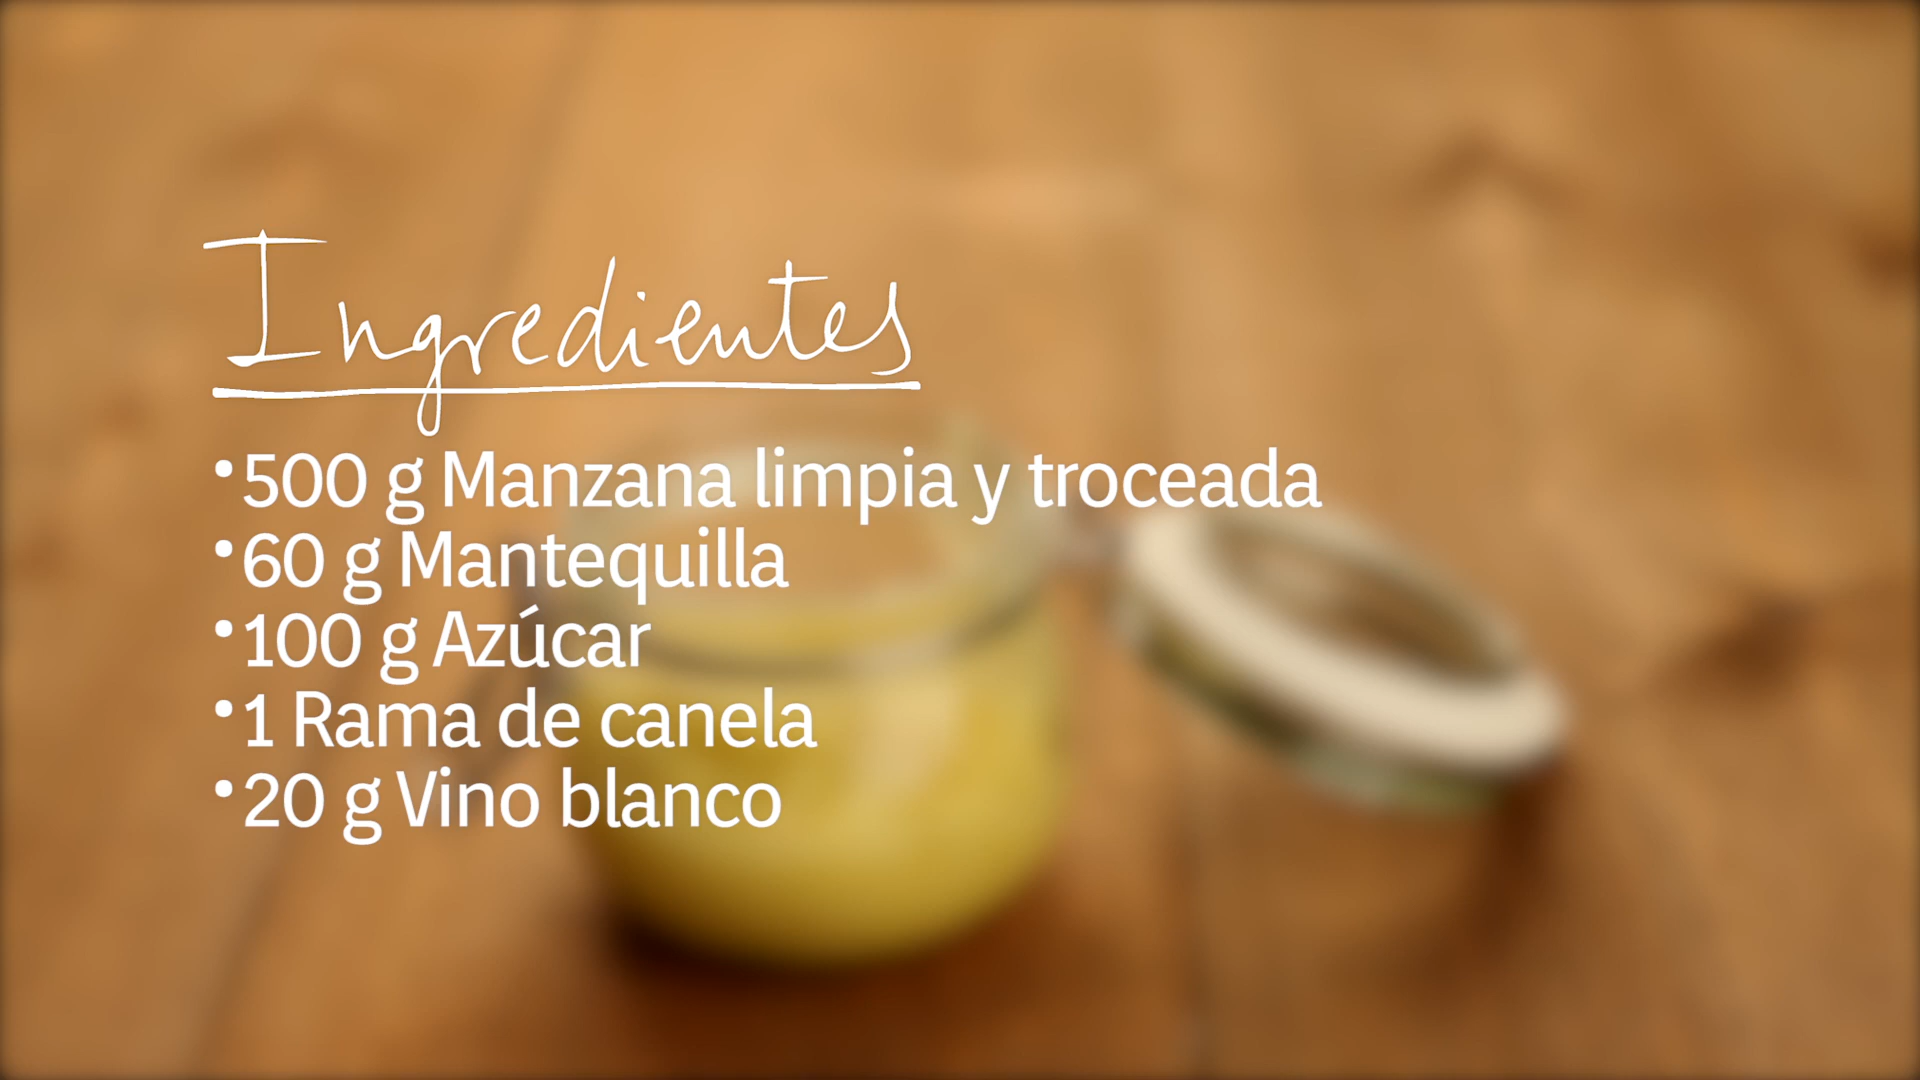 Ingredientes
•500 g Manzana limpia y troceada
•60 g Mantequilla
•100 g Azúcar
•1 Rama de canela
•20 g Vino blanco